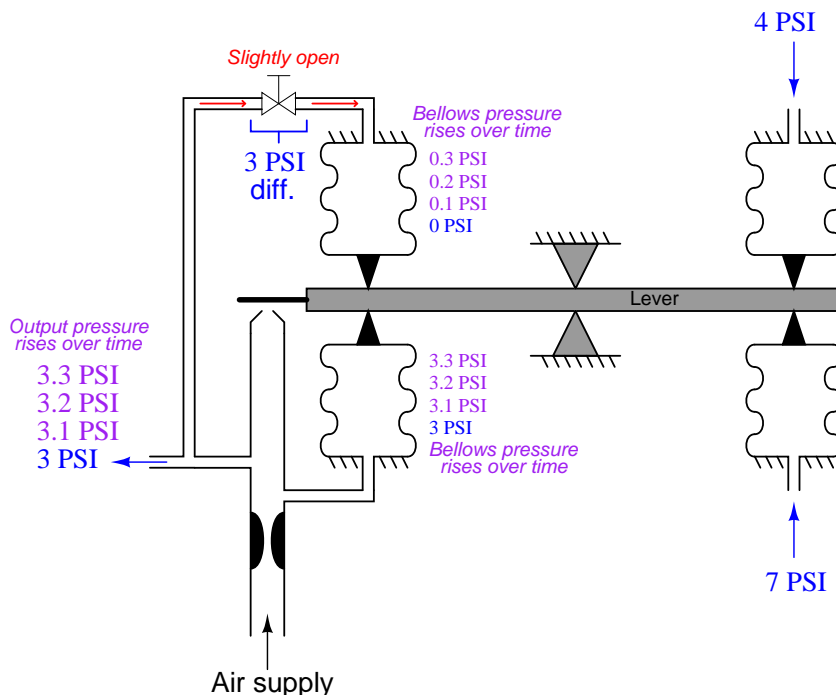 4 PSI
Slightly open
Bellows pressure
rises over time
3 PSI
diff.
0.3 PSI
0.2 PSI
0.1 PSI
0 PSI
Lever
Output pressure
rises over time
3.3 PSI
3.2 PSI
3.1 PSI
3 PSI
3.3 PSI
3.2 PSI
3.1 PSI
3 PSI
Bellows pressure
rises over time
7 PSI
Air supply